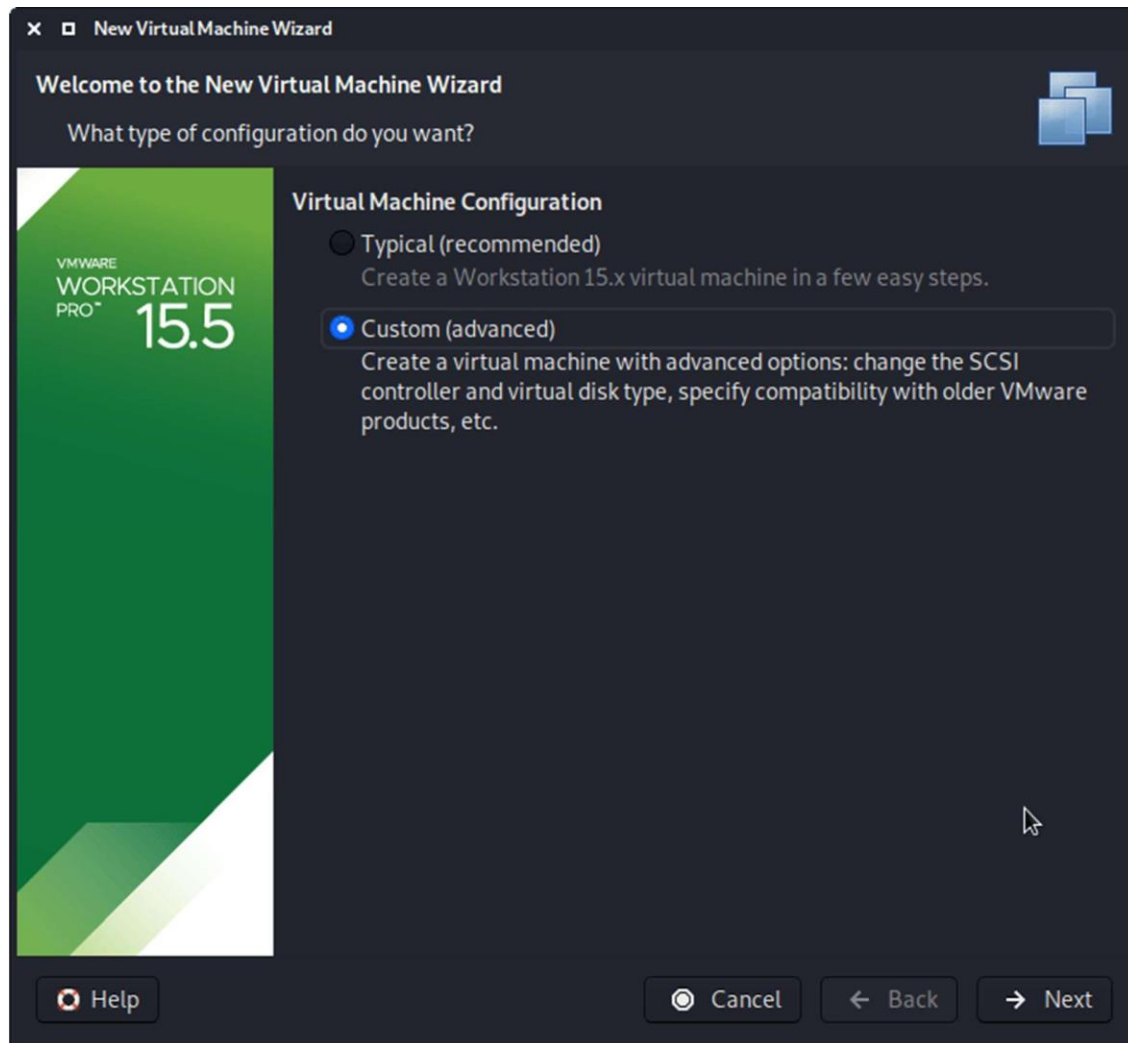 New Virtual Machine Wizard
Welcome to the New Virtual Machine Wizard
What type of configuration do you want?
VMWARE
WORKSTATION
PRO™ 15.5
Virtual Machine Configuration
Typical (recommended)
Create a Workstation 15.x virtual machine in a few easy steps.
Custom (advanced)
Create a virtual machine with advanced options: change the SCSI
controller and virtual disk type, specify compatibility with older VMware
products, etc.
Help
Cancel
Back
Next